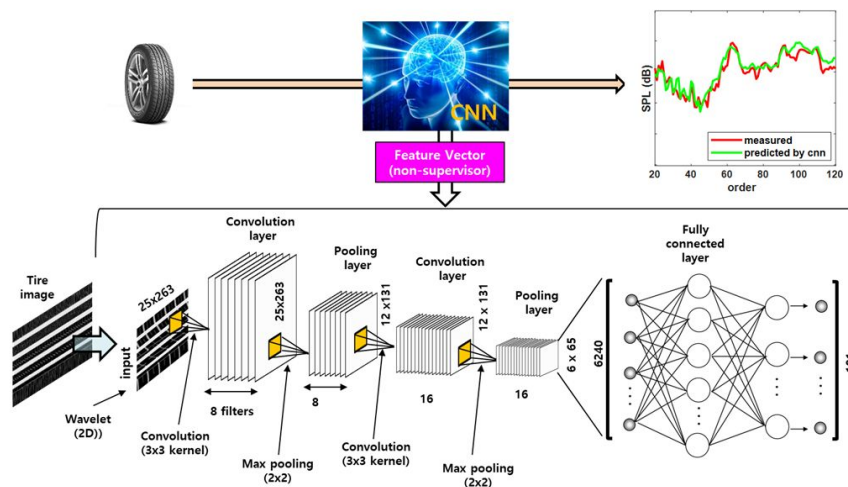 CNN
Feature Vector
(non-supervisor)
SPL (dB)
measured
predicted by cnn
20 40 60 80 100 120
order
Tire
image
Wavelet
(2D))
25x263
input
Convolution
(3x3 kernel)
Convolution
layer
25x263
8 filters
Max pooling
(2x2)
Pooling
layer
12 x131
8
Convolution
(3x3 kernel)
Convolution
layer
12 x 131
16
Max pooling
(2x2)
Pooling
layer
6 x 65
16
Fully
connected
layer
6240